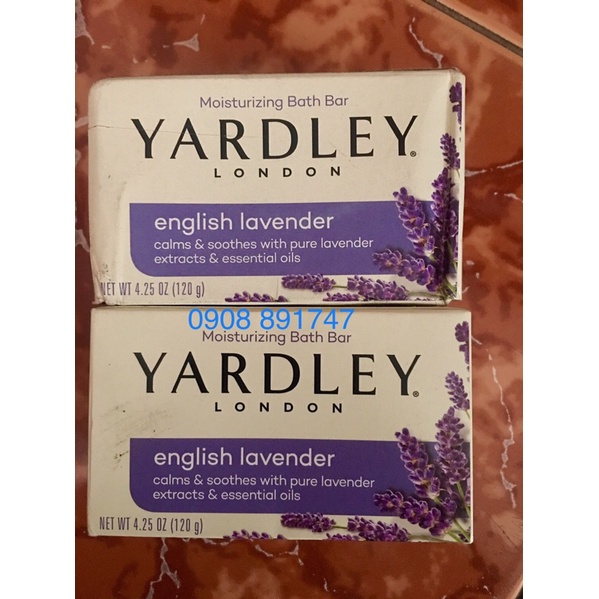 Moisturizing Bath Bar
YARDLEY®
LONDON
english lavender
calms & soothes with pure lavender
extracts & essential oils
NET WT 4.25 OZ (120 g)
0908 891747
Moisturizing Bath Bar
YARDLEY®
LONDON
english lavender
calms & soothes with pure lavender
extracts & essential oils
NET WT 4.25 OZ (120 g)